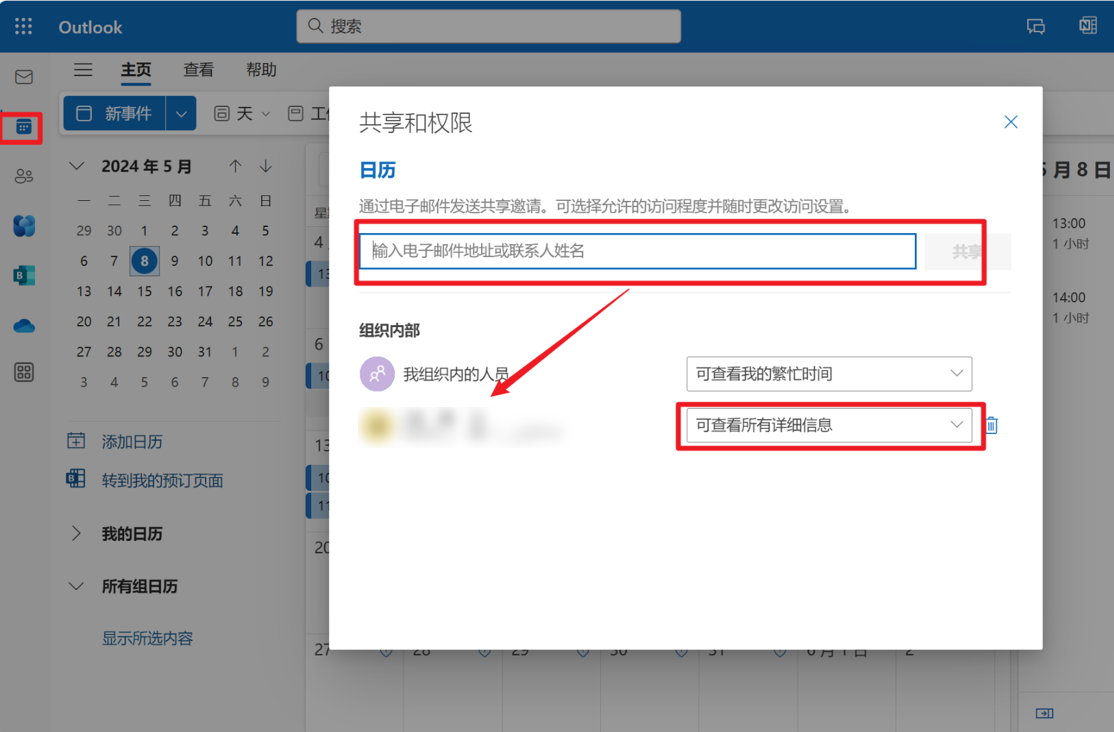 Outlook
搜索
主页 查看 帮助
新事件 天
2024 年 5 月
一 二 三 四 五 六 日
29 30 1 2 3 4 5
6 7 8 9 10 11 12
13 14 15 16 17 18 19
20 21 22 23 24 25 26
27 28 29 30 31 1 2
3 4 5 6 7 8 9
添加日历
转到我的预订页面
我的日历
所有组日历
显示所选内容
共享和权限
日历
通过电子邮件发送共享邀请。可选择允许的访问程度并随时更改访问设置。
输入电子邮件地址或联系人姓名 共享
组织内部
我组织内的人员 可查看我的繁忙时间
可查看所有详细信息
4
6
13
20
27 28 29 30 31 6 月 1 日 2
月 8 日
13:00
1 小时
14:00
1 小时